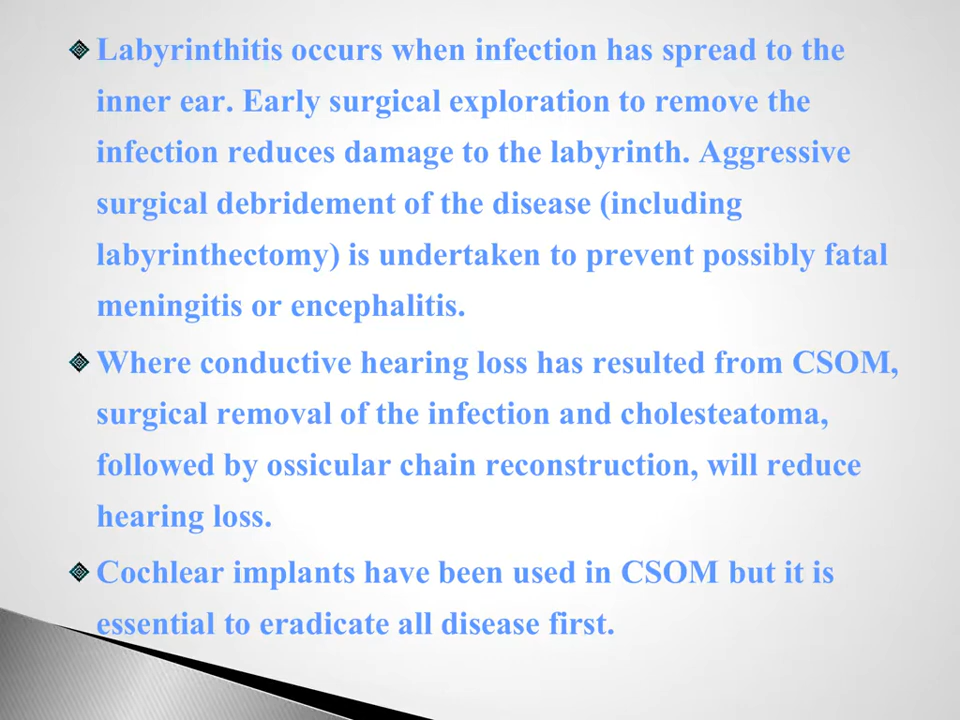 Labyrinthitis occurs when infection has spread to the
inner ear. Early surgical exploration to remove the
infection reduces damage to the labyrinth. Aggressive
surgical debridement of the disease (including
labyrinthectomy) is undertaken to prevent possibly fatal
meningitis or encephalitis.
Where conductive hearing loss has resulted from CSOM,
surgical removal of the infection and cholesteatoma,
followed by ossicular chain reconstruction, will reduce
hearing loss.
Cochlear implants have been used in CSOM but it is
essential to eradicate all disease first.